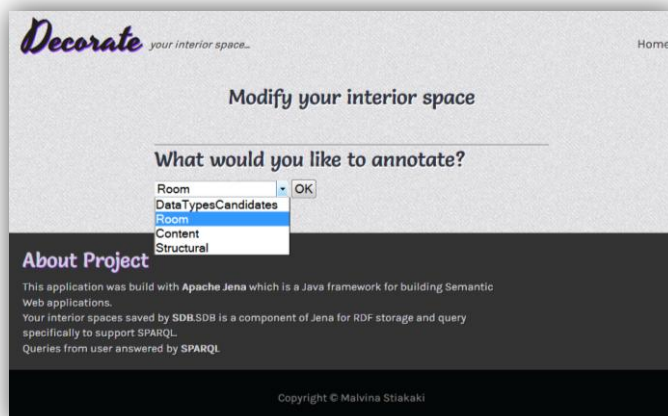 Decorate your interior space...
Home
Modify your interior space
What would you like to annotate?
Room OK
DataTypesCandidates
Room
Content
Structural
About Project
This application was build with Apache Jena which is a Java framework for building Semantic
Web applications.
Your interior spaces saved by SDB.SDB is a component of Jena for RDF storage and query
specifically to support SPARQL.
Queries from user answered by SPARQL
Copyright © Malvina Stiakaki